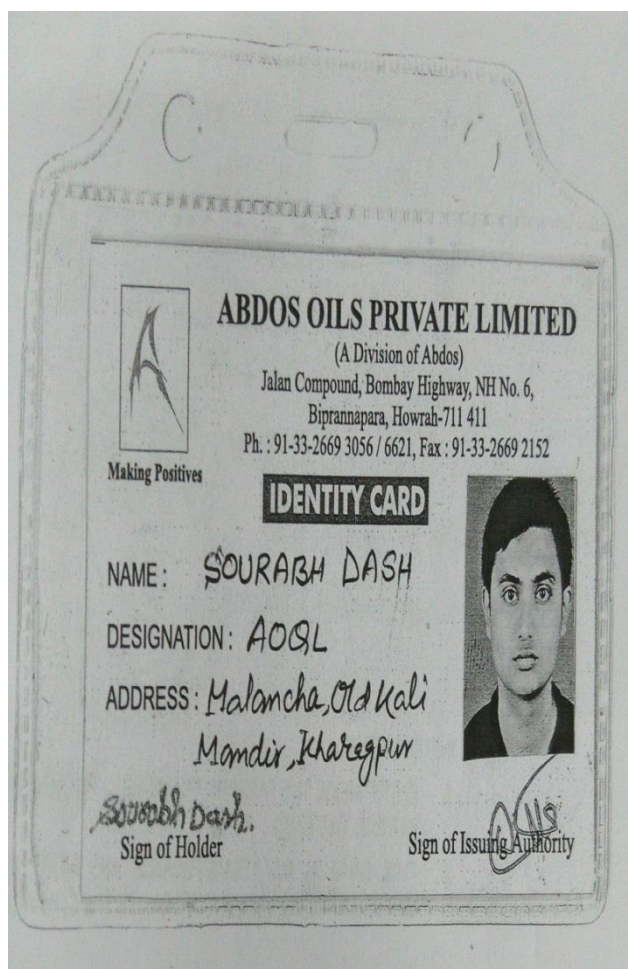 ABDOS OILS PRIVATE LIMITED
(A Division of Abdos)
Jalan Compound, Bombay Highway, NH No. 6,
Biprannapara, Howrah-711 411
Ph. : 91-33-2669 3056 / 6621, Fax : 91-33-2669 2152
Making Positives
IDENTITY CARD
NAME : SOURABH DASH
DESIGNATION : AOQL
ADDRESS : Malancha, Old Kali
Mandir, Kharagpur
Sourabh Dash.
Sign of Holder
Sign of Issuing Authority